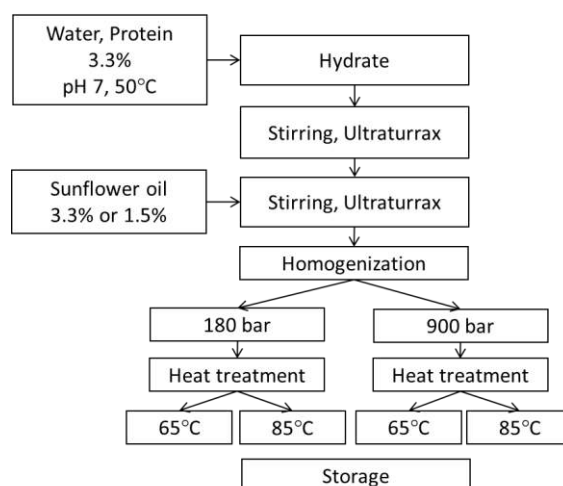 Water, Protein
3.3%
pH 7, 50°C
Hydrate
Stirring, Ultraturrax
Sunflower oil
3.3% or 1.5%
Stirring, Ultraturrax
Homogenization
180 bar
900 bar
Heat treatment
Heat treatment
65°C
85°C
65°C
85°C
Storage